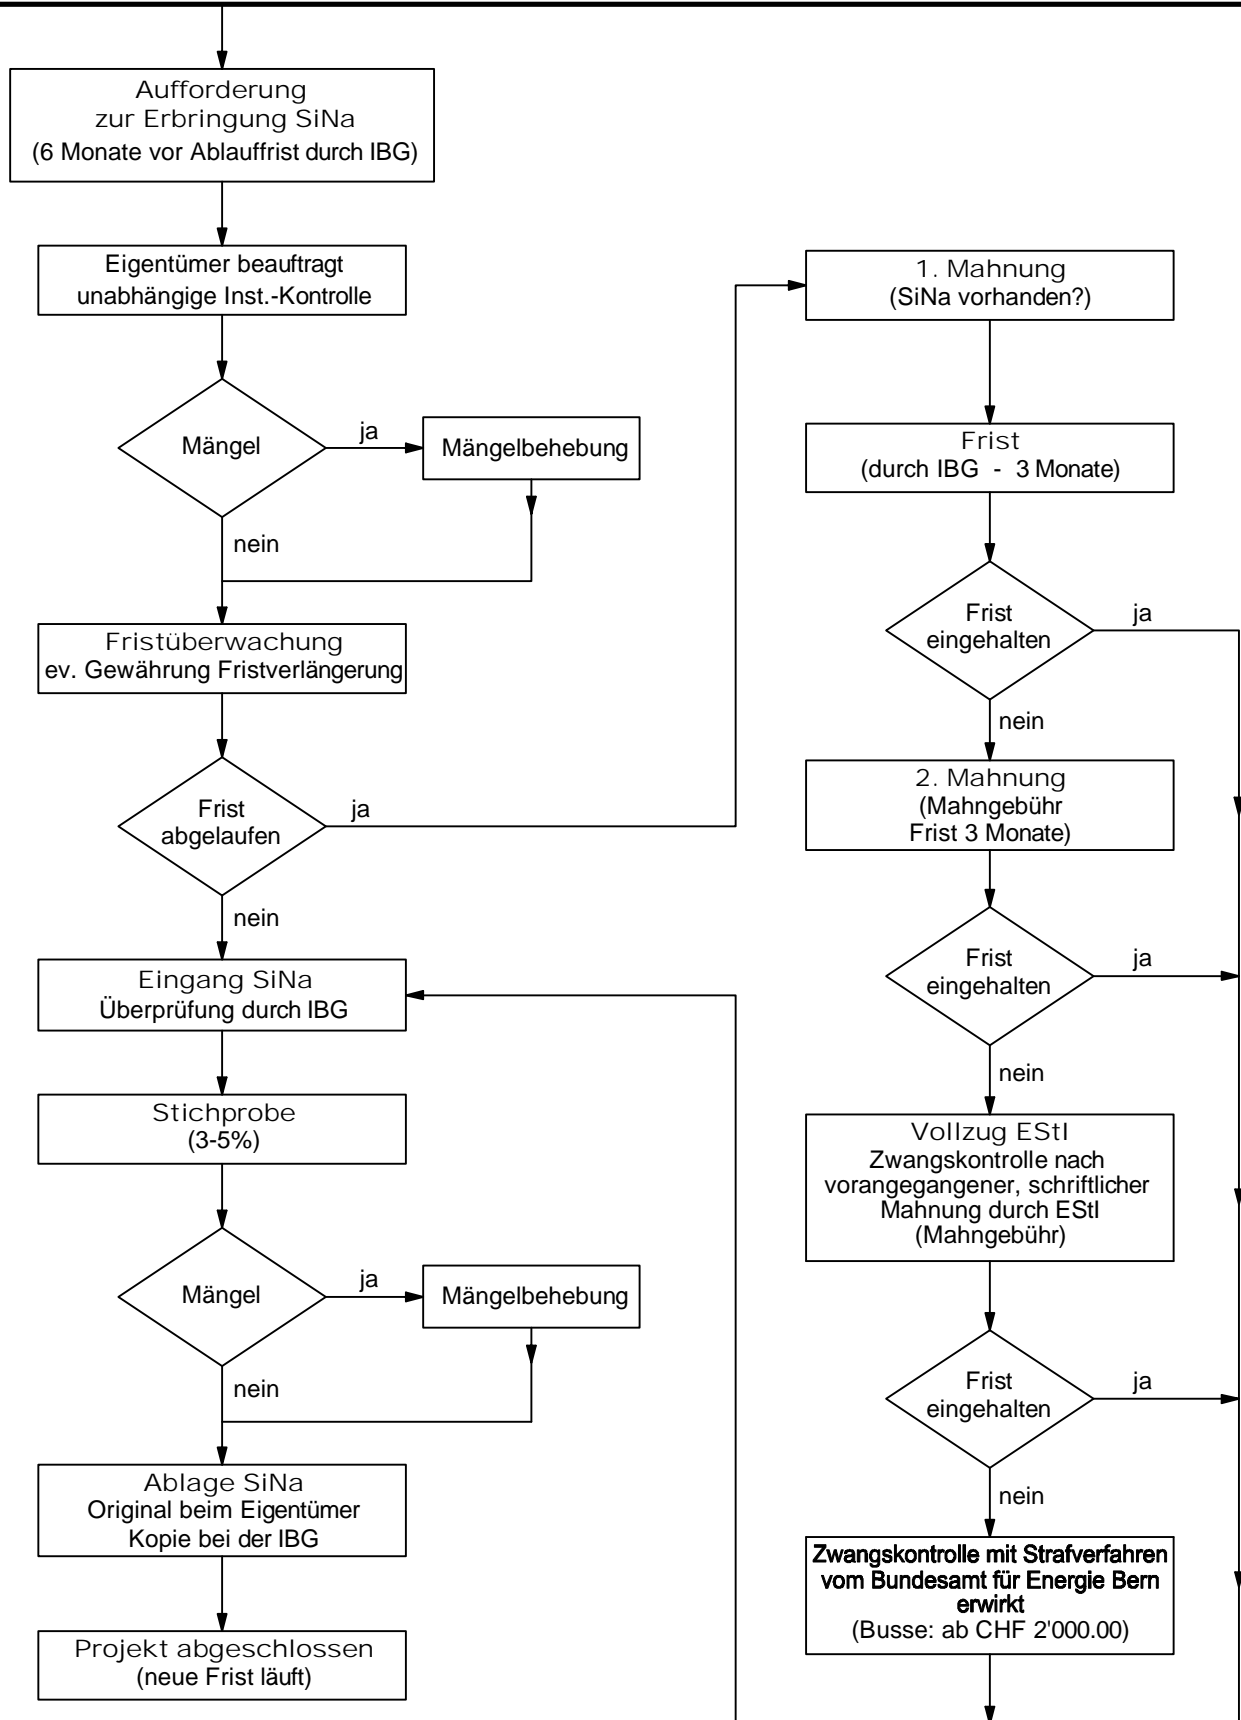 Aufforderung
zur Erbringung SiNa
(6 Monate vor Ablauffrist durch IBG)
Eigentümer beauftragt
unabhängige Inst.-Kontrolle
Mängel
ja
Mängelbehebung
nein
Fristüberwachung
ev. Gewährung Fristverlängerung
Frist
abgelaufen
ja
nein
Eingang SiNa
Überprüfung durch IBG
Stichprobe
(3-5%)
Mängel
ja
Mängelbehebung
nein
Ablage SiNa
Original beim Eigentümer
Kopie bei der IBG
Projekt abgeschlossen
(neue Frist läuft)
1. Mahnung
(SiNa vorhanden?)
Frist
(durch IBG - 3 Monate)
Frist
eingehalten
ja
nein
2. Mahnung
(Mahngebühr
Frist 3 Monate)
Frist
eingehalten
ja
nein
Vollzug EStI
Zwangskontrolle nach
vorangegangener, schriftlicher
Mahnung durch EStI
(Mahngebühr)
Frist
eingehalten
ja
nein
Zwangskontrolle mit Strafverfahren
vom Bundesamt für Energie Bern
erwirkt
(Busse: ab CHF 2'000.00)